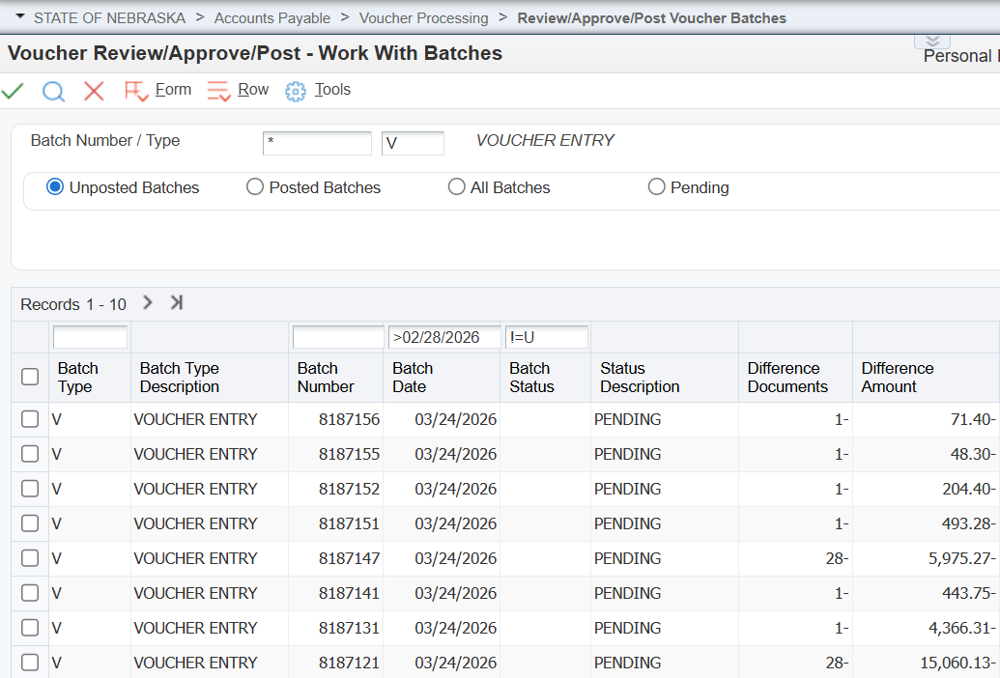 STATE OF NEBRASKA > Accounts Payable > Voucher Processing > Review/Approve/Post Voucher Batches
Voucher Review/Approve/Post - Work With Batches
Personal
Form Row Tools
Batch Number / Type * V VOUCHER ENTRY
Unposted Batches Posted Batches All Batches Pending
Records 1 - 10
>02/28/2026 !=U
Batch Type Batch Type Description Batch Number Batch Date Batch Status Status Description Difference Documents Difference Amount
V VOUCHER ENTRY 8187156 03/24/2026 PENDING 1- 71.40-
V VOUCHER ENTRY 8187155 03/24/2026 PENDING 1- 48.30-
V VOUCHER ENTRY 8187152 03/24/2026 PENDING 1- 204.40-
V VOUCHER ENTRY 8187151 03/24/2026 PENDING 1- 493.28-
V VOUCHER ENTRY 8187147 03/24/2026 PENDING 28- 5,975.27-
V VOUCHER ENTRY 8187141 03/24/2026 PENDING 1- 443.75-
V VOUCHER ENTRY 8187131 03/24/2026 PENDING 1- 4,366.31-
V VOUCHER ENTRY 8187121 03/24/2026 PENDING 28- 15,060.13-